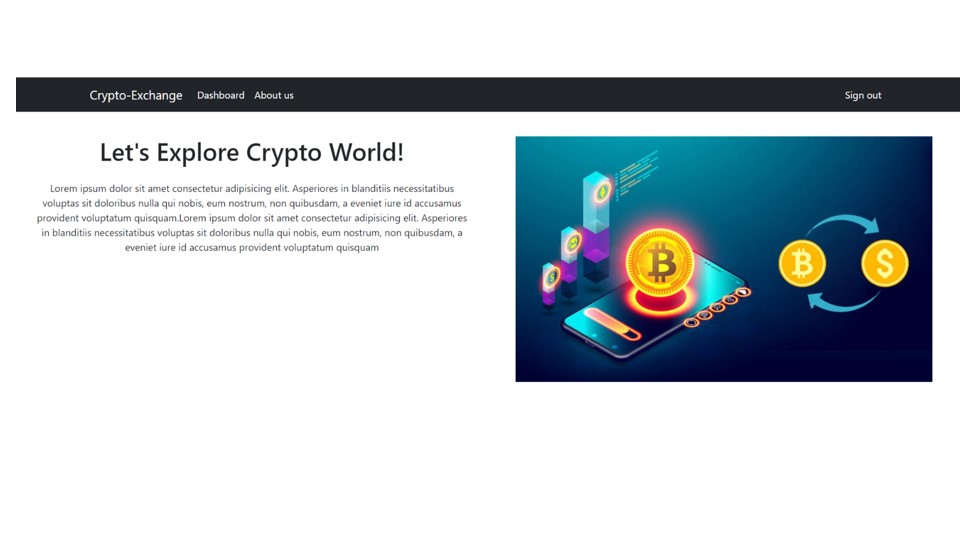 Crypto-Exchange Dashboard About us Sign out
Let's Explore Crypto World!
Lorem ipsum dolor sit amet consectetur adipisicing elit. Asperiores in blanditiis necessitatibus
voluptas sit doloribus nulla qui nobis, eum nostrum, non quibusdam, a eveniet iure id accusamus
provident voluptatum quisquam.Lorem ipsum dolor sit amet consectetur adipisicing elit. Asperiores
in blanditiis necessitatibus voluptas sit doloribus nulla qui nobis, eum nostrum, non quibusdam, a
eveniet iure id accusamus provident voluptatum quisquam